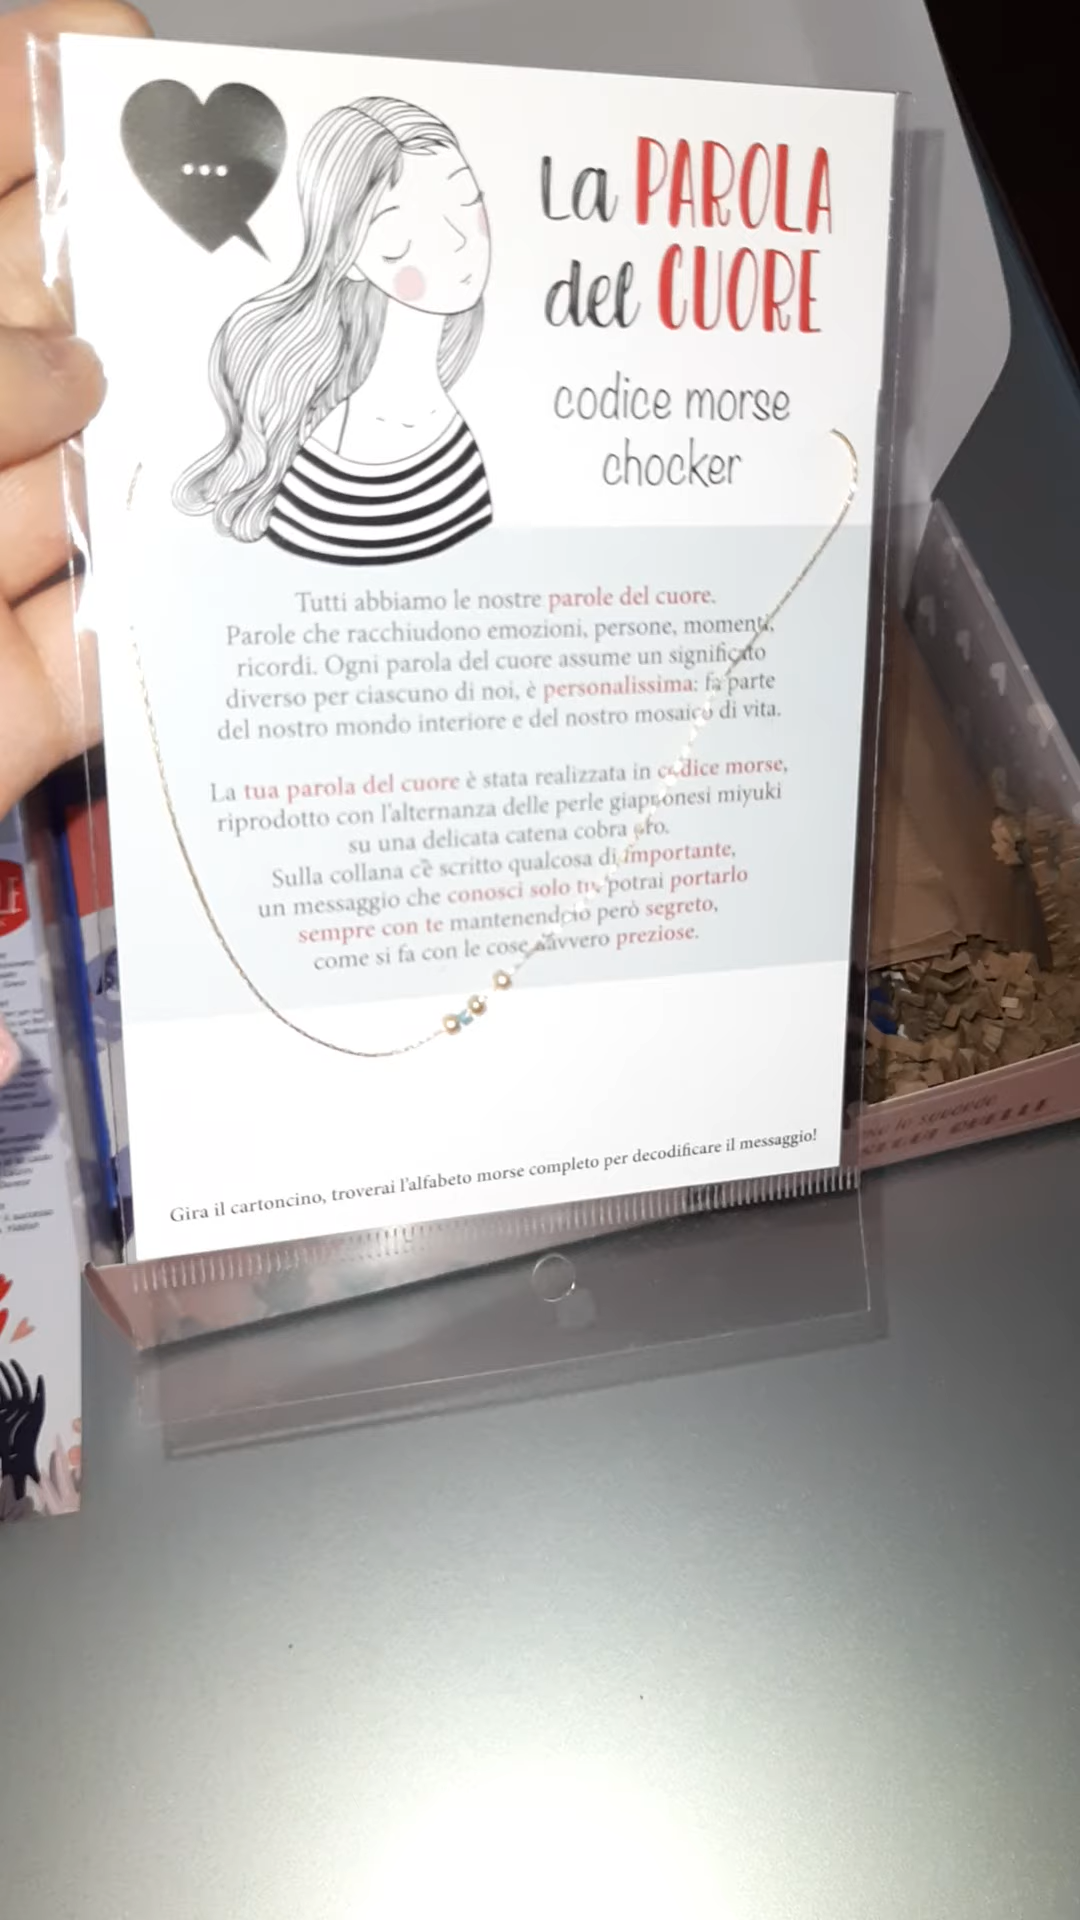 La PAROLA
del CUORE
codice morse
chocker
Tutti abbiamo le nostre parole del cuore.
Parole che racchiudono emozioni, persone, momenti,
ricordi. Ogni parola del cuore assume un significato
diverso per ciascuno di noi, è personalissima: fa parte
del nostro mondo interiore e del nostro mosaico di vita.
La tua parola del cuore è stata realizzata in codice morse,
riprodotto con l'alternanza delle perle giapponesi miyuki
su una delicata catena cobra oro.
Sulla collana c'è scritto qualcosa di importante,
un messaggio che conosci solo tu, potrai portarlo
sempre con te mantenendolo però segreto,
come si fa con le cose davvero preziose.
Gira il cartoncino, troverai l'alfabeto morse completo per decodificare il messaggio!